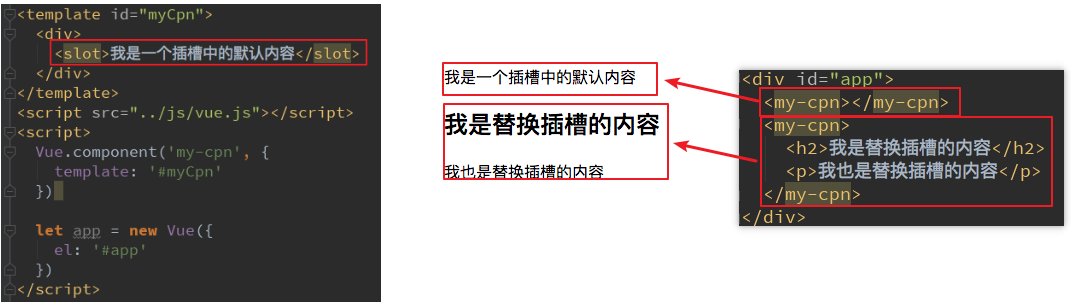 <template id="myCpn">
  <div>
    <slot>我是一个插槽中的默认内容</slot>
  </div>
</template>
<script src="../js/vue.js"></script>
<script>
  Vue.component('my-cpn', {
    template: '#myCpn'
  })
  let app = new Vue({
    el: '#app'
  })
</script>
我是一个插槽中的默认内容
我是替换插槽的内容
我也是替换插槽的内容
<div id="app">
  <my-cpn></my-cpn>
  <my-cpn>
    <h2>我是替换插槽的内容</h2>
    <p>我也是替换插槽的内容</p>
  </my-cpn>
</div>